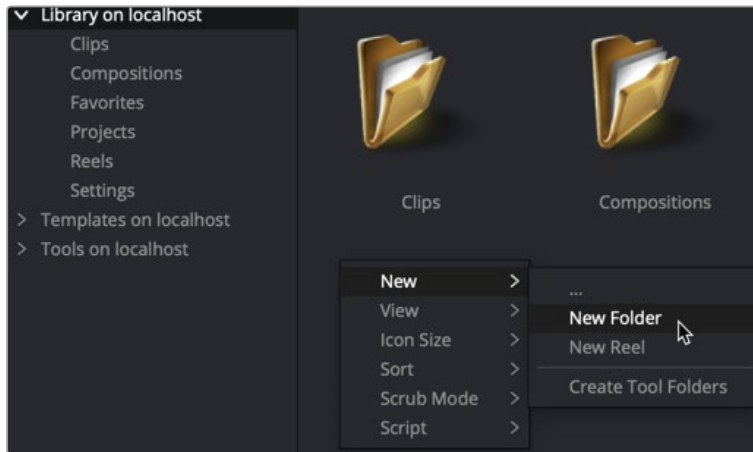 Library on localhost
Clips
Compositions
Favorites
Projects
Reels
Settings
Templates on localhost
Tools on localhost
Clips
Compositions
New
View
Icon Size
Sort
Scrub Mode
Script
...
New Folder
New Reel
Create Tool Folders